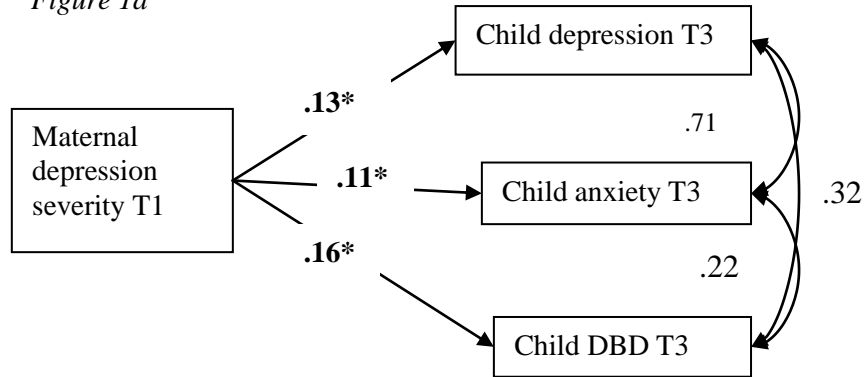 Figure 1a
Child depression T3
.13*
.71
Maternal
depression
severity T1
.11*
Child anxiety T3
.32
.16*
.22
Child DBD T3